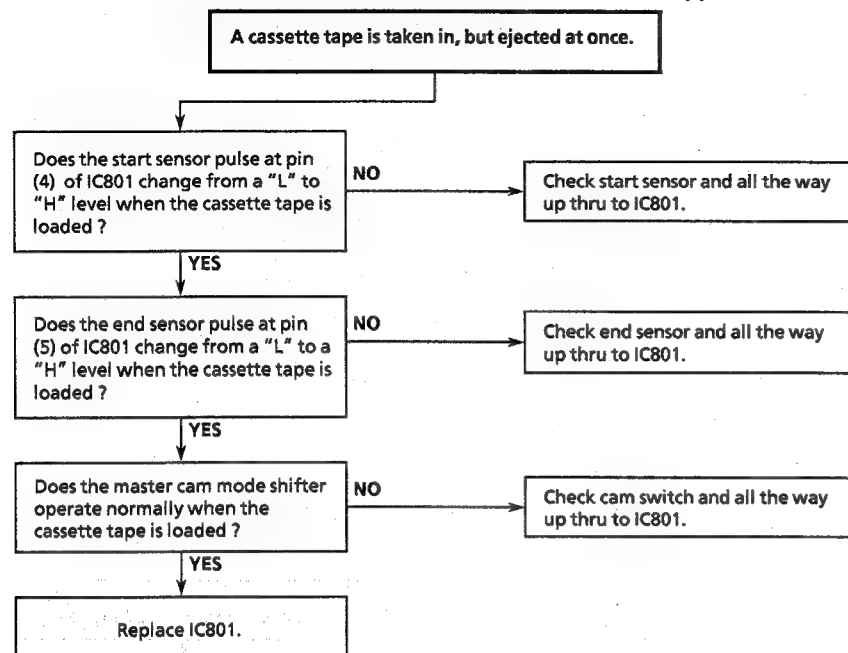 A cassette tape is taken in, but ejected at once.
Does the start sensor pulse at pin
(4) of IC801 change from a "L" to
"H" level when the cassette tape is
loaded ?
NO
Check start sensor and all the way
up thru to IC801.
YES
Does the end sensor pulse at pin
(5) of IC801 change from a "L" to a
"H" level when the cassette tape is
loaded ?
NO
Check end sensor and all the way
up thru to IC801.
YES
Does the master cam mode shifter
operate normally when the
cassette tape is loaded ?
NO
Check cam switch and all the way
up thru to IC801.
YES
Replace IC801.